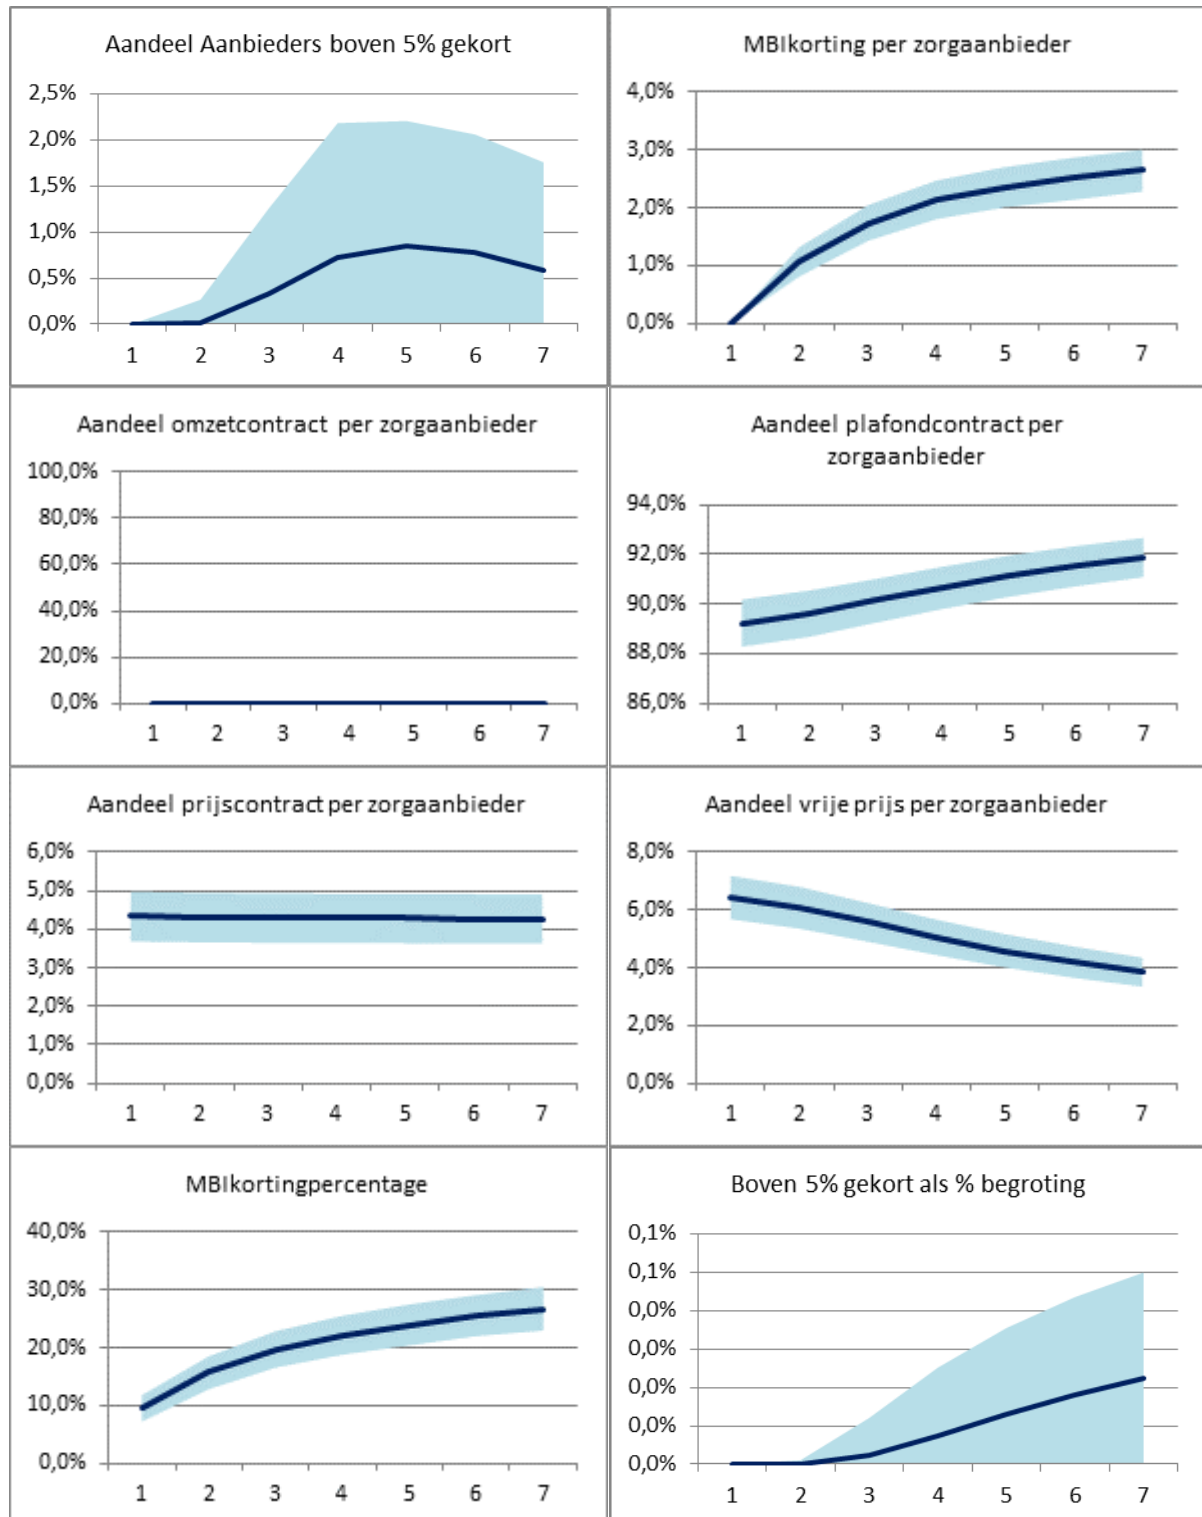 Aandeel Aanbieders boven 5% gekort
2,5%
2,0%
1,5%
1,0%
0,5%
0,0%
1 2 3 4 5 6 7
MBIkorting per zorgaanbieder
4,0%
3,0%
2,0%
1,0%
0,0%
1 2 3 4 5 6 7
Aandeel omzetcontract per zorgaanbieder
100,0%
80,0%
60,0%
40,0%
20,0%
0,0%
1 2 3 4 5 6 7
Aandeel plafondcontract per
zorgaanbieder
94,0%
92,0%
90,0%
88,0%
86,0%
1 2 3 4 5 6 7
Aandeel prijscontract per zorgaanbieder
6,0%
5,0%
4,0%
3,0%
2,0%
1,0%
0,0%
1 2 3 4 5 6 7
Aandeel vrije prijs per zorgaanbieder
8,0%
6,0%
4,0%
2,0%
0,0%
1 2 3 4 5 6 7
MBIkortingpercentage
40,0%
30,0%
20,0%
10,0%
0,0%
1 2 3 4 5 6 7
Boven 5% gekort als % begroting
0,1%
0,1%
0,0%
0,0%
0,0%
0,0%
0,0%
1 2 3 4 5 6 7